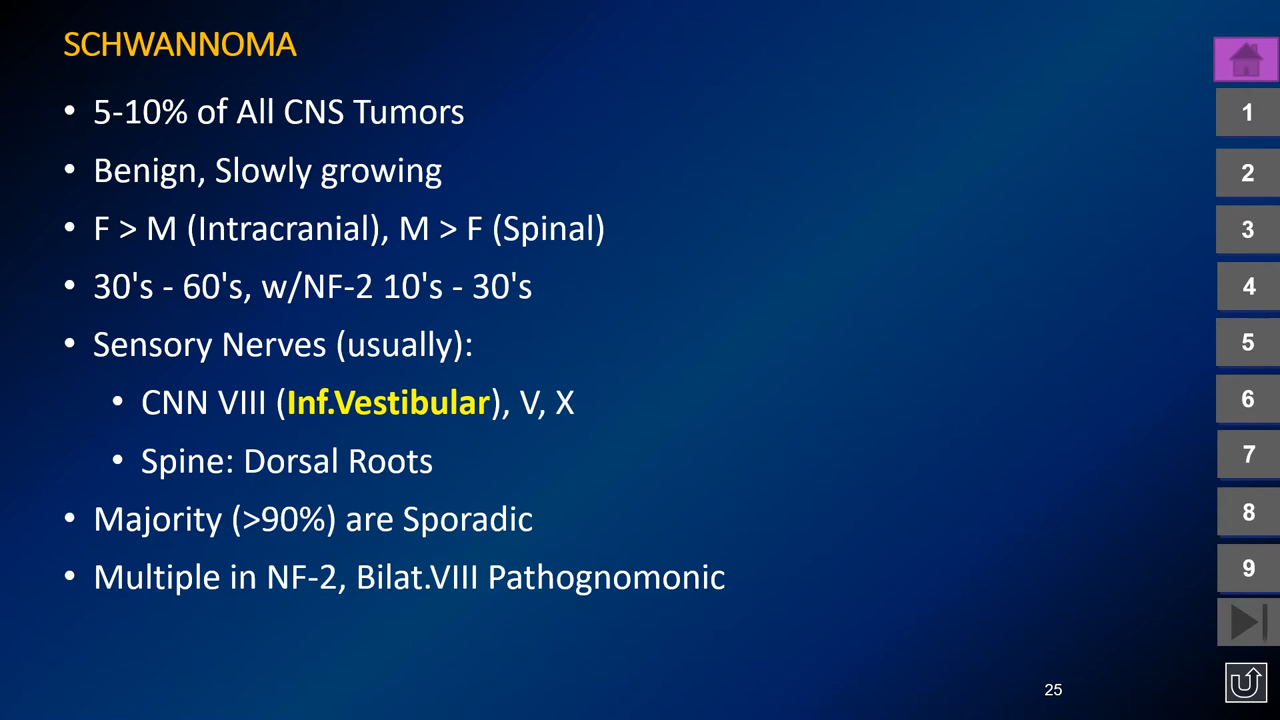 SCHWANNOMA
• 5-10% of All CNS Tumors
• Benign, Slowly growing
• F > M (Intracranial), M > F (Spinal)
• 30's - 60's, w/NF-2 10's - 30's
• Sensory Nerves (usually):
• CNN VIII (Inf.Vestibular), V, X
• Spine: Dorsal Roots
• Majority (>90%) are Sporadic
• Multiple in NF-2, Bilat.VIII Pathognomonic
1
2
3
4
5
6
7
8
9
25